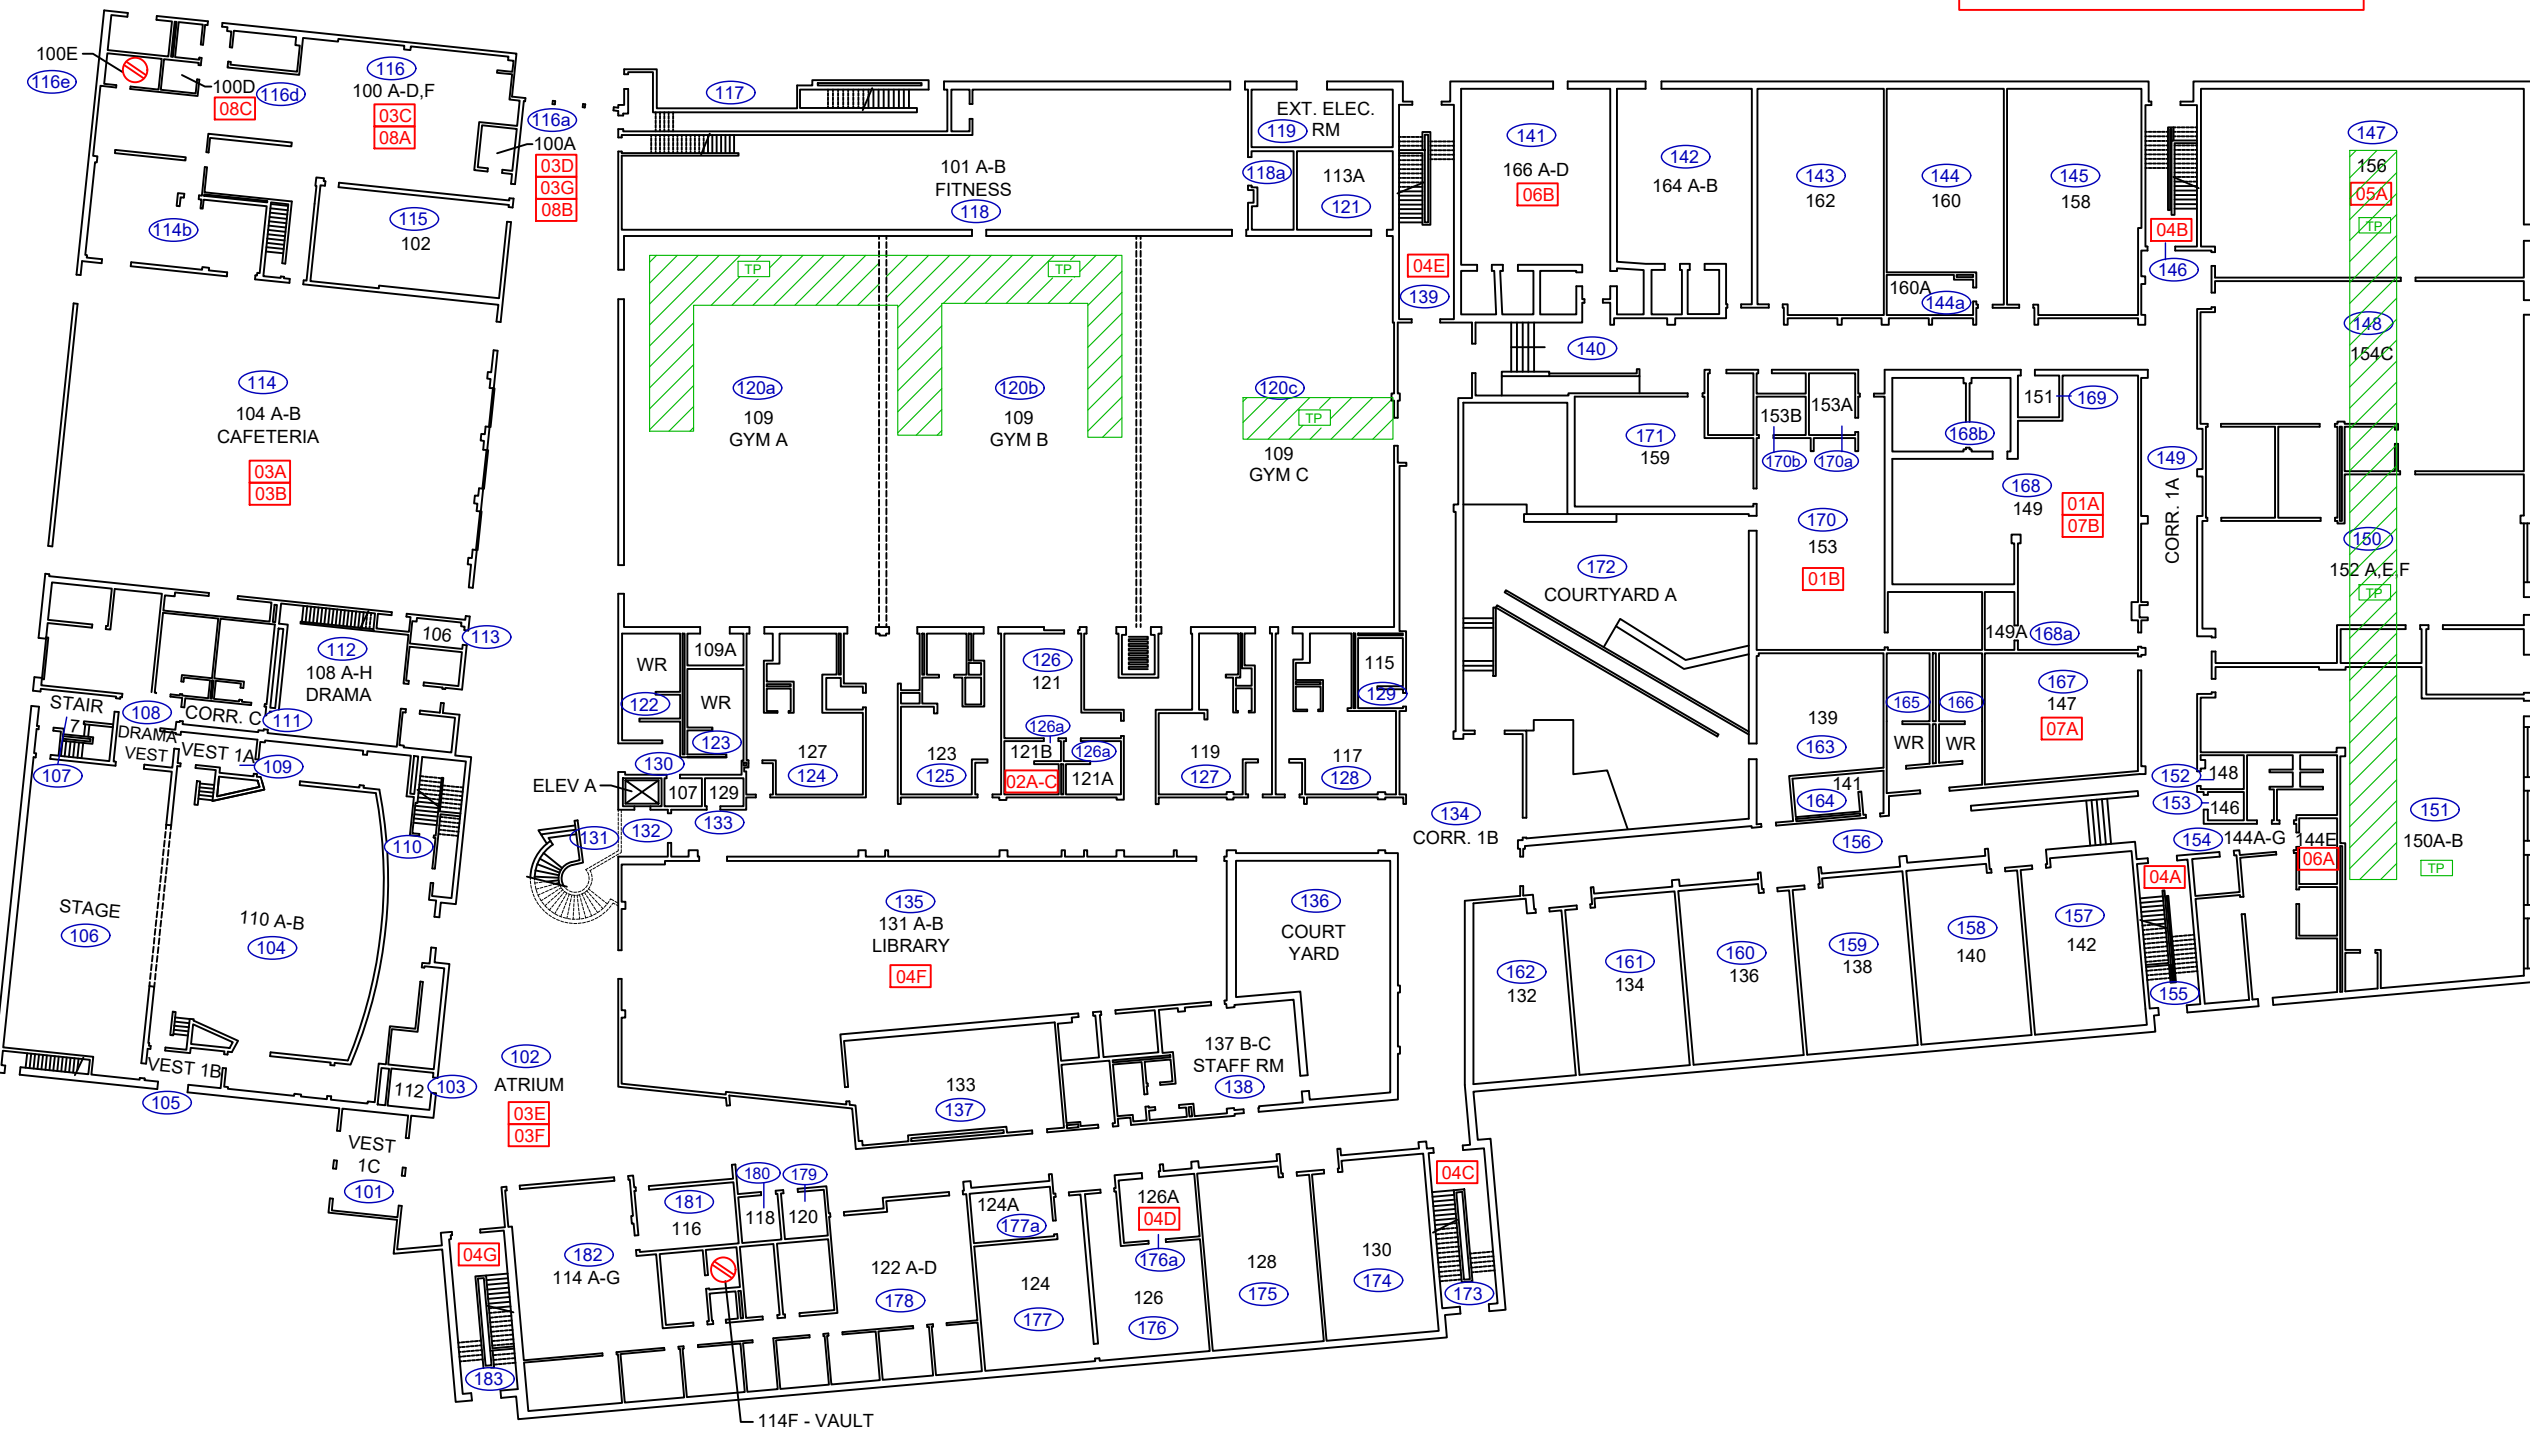 100E
116e
100D
08C
116d
116
100 A-D,F
03C
08A
116a
100A
03D
03G
08B
114b
115
102
114
104 A-B
CAFETERIA
03A
03B
117
101 A-B
FITNESS
118
EXT. ELEC.
RM
119
118a
113A
121
TP
TP
120a
109
GYM A
120b
109
GYM B
120c
TP
109
GYM C
04E
139
141
166 A-D
06B
142
164 A-B
143
162
144
160
145
158
160A
144a
04B
146
147
156
05A
TP
148
154C
140
171
159
153B
153A
170b
170a
168b
151
169
149
CORR. 1A
168
149
01A
07B
170
153
01B
150
152 A,E,F
TP
172
COURTYARD A
149A
168a
112
108 A-H
DRAMA
106
113
STAIR
7
107
108
DRAMA
VEST
CORR. C
111
VEST 1A
109
110
STAGE
106
110 A-B
104
VEST 1B
105
112
103
102
ATRIUM
03E
03F
VEST
1C
101
WR
122
109A
WR
123
130
ELEV A
107
129
131
132
133
127
124
123
125
126
121
126a
121B
126a
02A-C
121A
119
127
115
129
117
128
134
CORR. 1B
139
163
141
164
165
WR
166
WR
167
147
07A
156
152
148
153
146
154
144A-G
144E
06A
151
150A-B
TP
04A
155
135
131 A-B
LIBRARY
04F
136
COURT
YARD
137 B-C
STAFF RM
138
133
137
162
132
161
134
160
136
159
138
158
140
157
142
04G
183
182
114 A-G
181
116
180
118
179
120
114F - VAULT
122 A-D
178
124A
177a
124
177
126A
04D
176a
126
176
128
175
130
174
04C
173